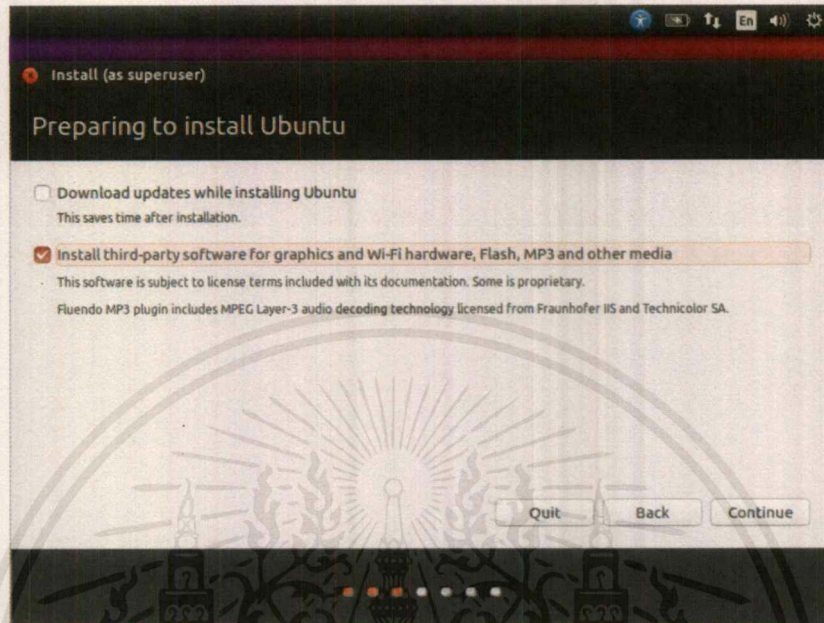 En
Install (as superuser)
Preparing to install Ubuntu
Download updates while installing Ubuntu
This saves time after installation.
Install third-party software for graphics and Wi-Fi hardware, Flash, MP3 and other media
This software is subject to license terms included with its documentation. Some is proprietary.
Fluendo MP3 plugin includes MPEG Layer-3 audio decoding technology licensed from Fraunhofer IIS and Technicolor SA.
Quit Back Continue